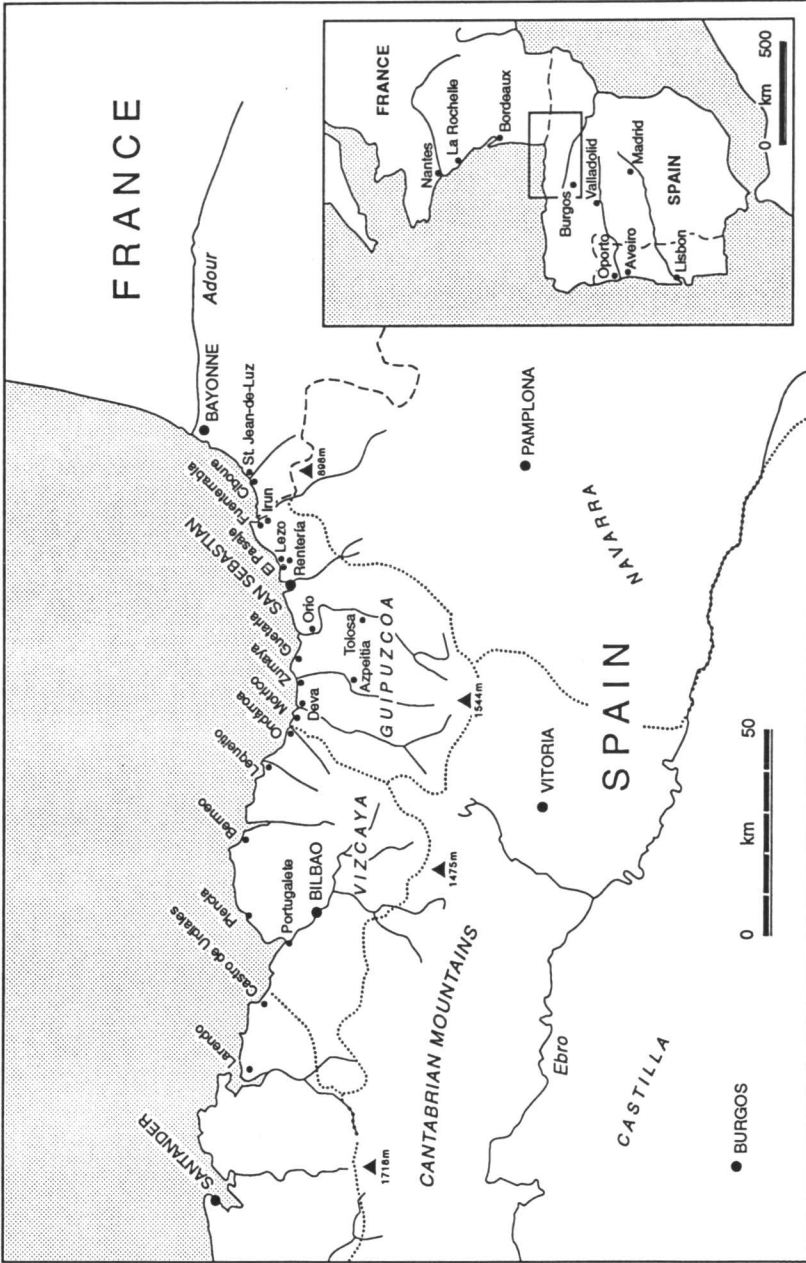 FRANCE
Adour
BAYONNE
St. Jean-de-Luz
Ciboure
Fuenterrabia
Irun
El Pasaje
Lezo
Rentería
SAN SEBASTIAN
Orio
Guetaria
Zumaya
Motrico
Deva
Ondárroa
Lequeitio
Bermeo
Plencia
Portugalete
BILBAO
Castro de Urdiales
Laredo
SANTANDER
Tolosa
Azpeitia
GUIPUZCOA
VIZCAYA
698m
1544m
1475m
1718m
PAMPLONA
NAVARRA
VITORIA
SPAIN
CANTABRIAN MOUNTAINS
Ebro
CASTILLA
BURGOS
0 km 50
FRANCE
Nantes
La Rochelle
Bordeaux
Burgos
Valladolid
Madrid
SPAIN
Oporto
Aveiro
Lisbon
0 km 500